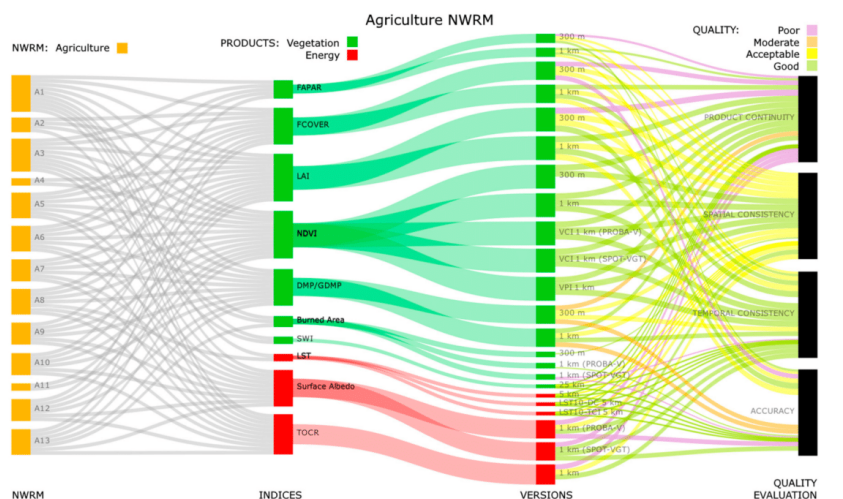 Agriculture NWRM
NWRM: Agriculture
PRODUCTS: Vegetation
Energy
QUALITY: Poor
Moderate
Acceptable
Good
A1
A2
A3
A4
A5
A6
A7
A8
A9
A10
A11
A12
A13
FAPAR
FCOVER
LAI
NDVI
DMP/GDMP
Burned Area
SWI
LST
Surface Albedo
TOCR
300 m
1 km
300 m
1 km
300 m
1 km
300 m
1 km
VCI 1 km (PROBA-V)
VCI 1 km (SPOT-VGT)
VPI 1 km
300 m
1 km
300 m
1 km (PROBA-V)
1 km (SPOT-VGT)
25 km
5 km
LST10-DC 5 km
LST10-TCI 5 km
1 km (PROBA-V)
1 km (SPOT-VGT)
1 km
PRODUCT CONTINUITY
SPATIAL CONSISTENCY
TEMPORAL CONSISTENCY
ACCURACY
NWRM
INDICES
VERSIONS
QUALITY
EVALUATION